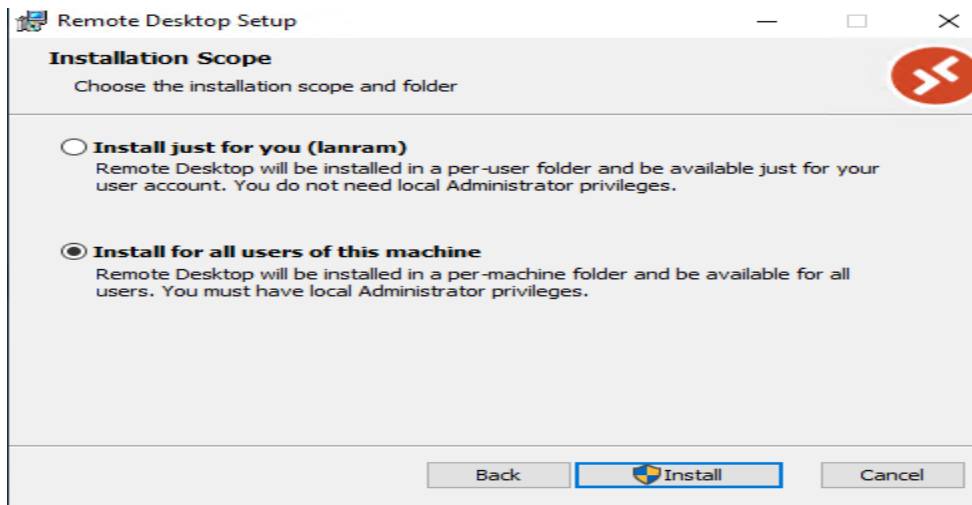 Remote Desktop Setup
Installation Scope
Choose the installation scope and folder
Install just for you (lanram)
Remote Desktop will be installed in a per-user folder and be available just for your
user account. You do not need local Administrator privileges.
Install for all users of this machine
Remote Desktop will be installed in a per-machine folder and be available for all
users. You must have local Administrator privileges.
Back
Install
Cancel